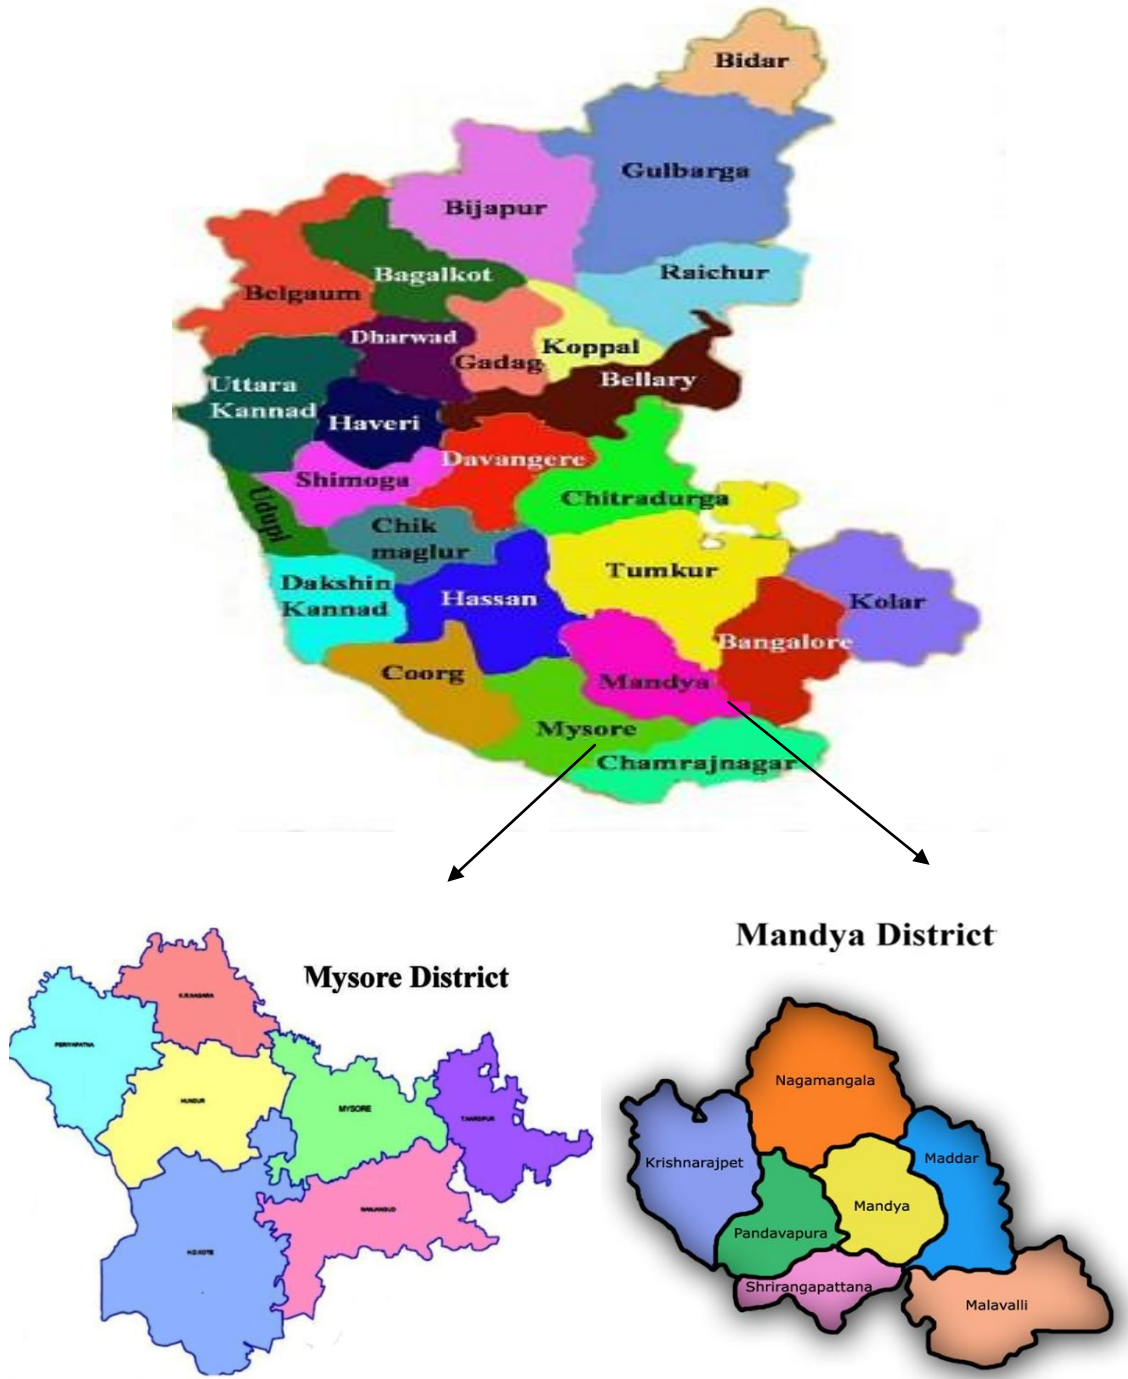 Bidar
Gulbarga
Bijapur
Raichur
Bagalkot
Belgaum
Dharwad
Gadag
Koppal
Bellary
Uttara
Kannad
Haveri
Davangere
Shimoga
Chitradurga
Udupi
Chik
maglur
Tumkur
Dakshin
Kannad
Hassan
Kolar
Bangalore
Coorg
Mandya
Mysore
Chamrajnagar
Mysore District
K.R.NAGARA
PERIYAPATNA
HUNSUR
MYSORE
T.NARSIPUR
NANJANGUD
H.D.KOTE
Mandya District
Nagamangala
Krishnarajpet
Maddar
Mandya
Pandavapura
Shrirangapattana
Malavalli